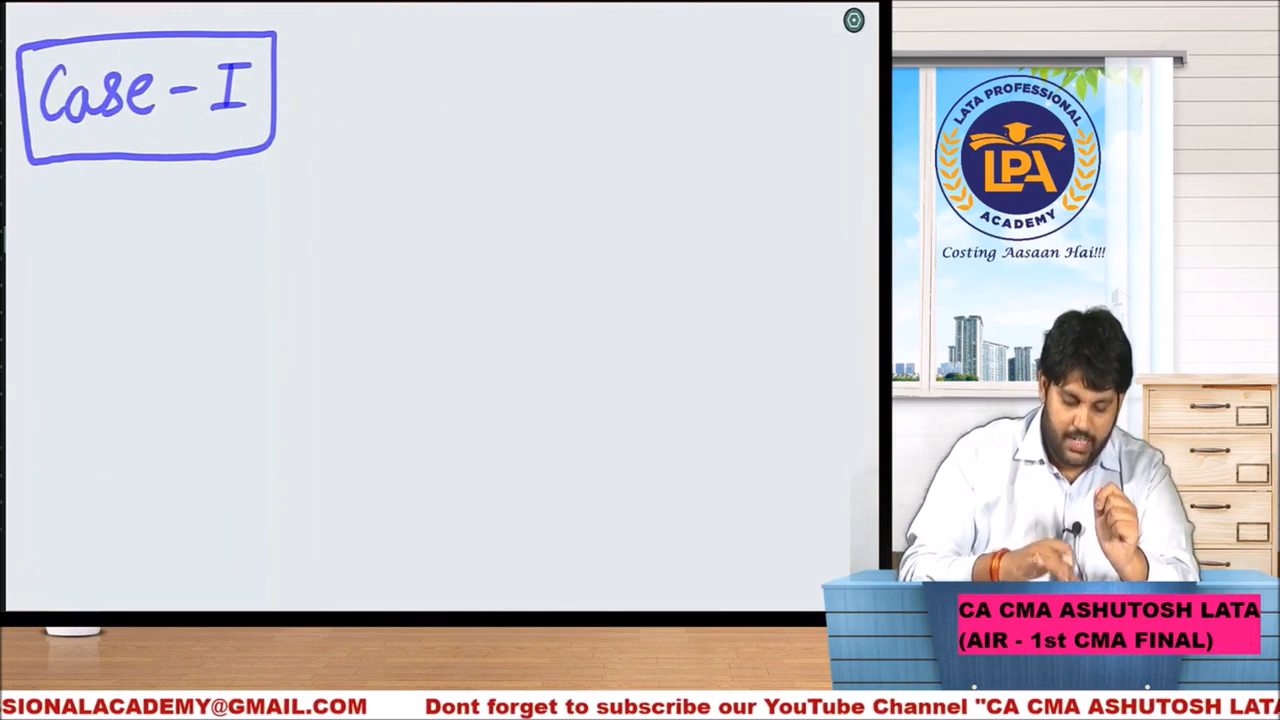 Case - I
LATA PROFESSIONAL
LPA
ACADEMY
Costing Aasaan Hai!!!
CA CMA ASHUTOSH LATA
(AIR - 1st CMA FINAL)
SIONALACADEMY@GMAIL.COM Dont forget to subscribe our YouTube Channel "CA CMA ASHUTOSH LATA